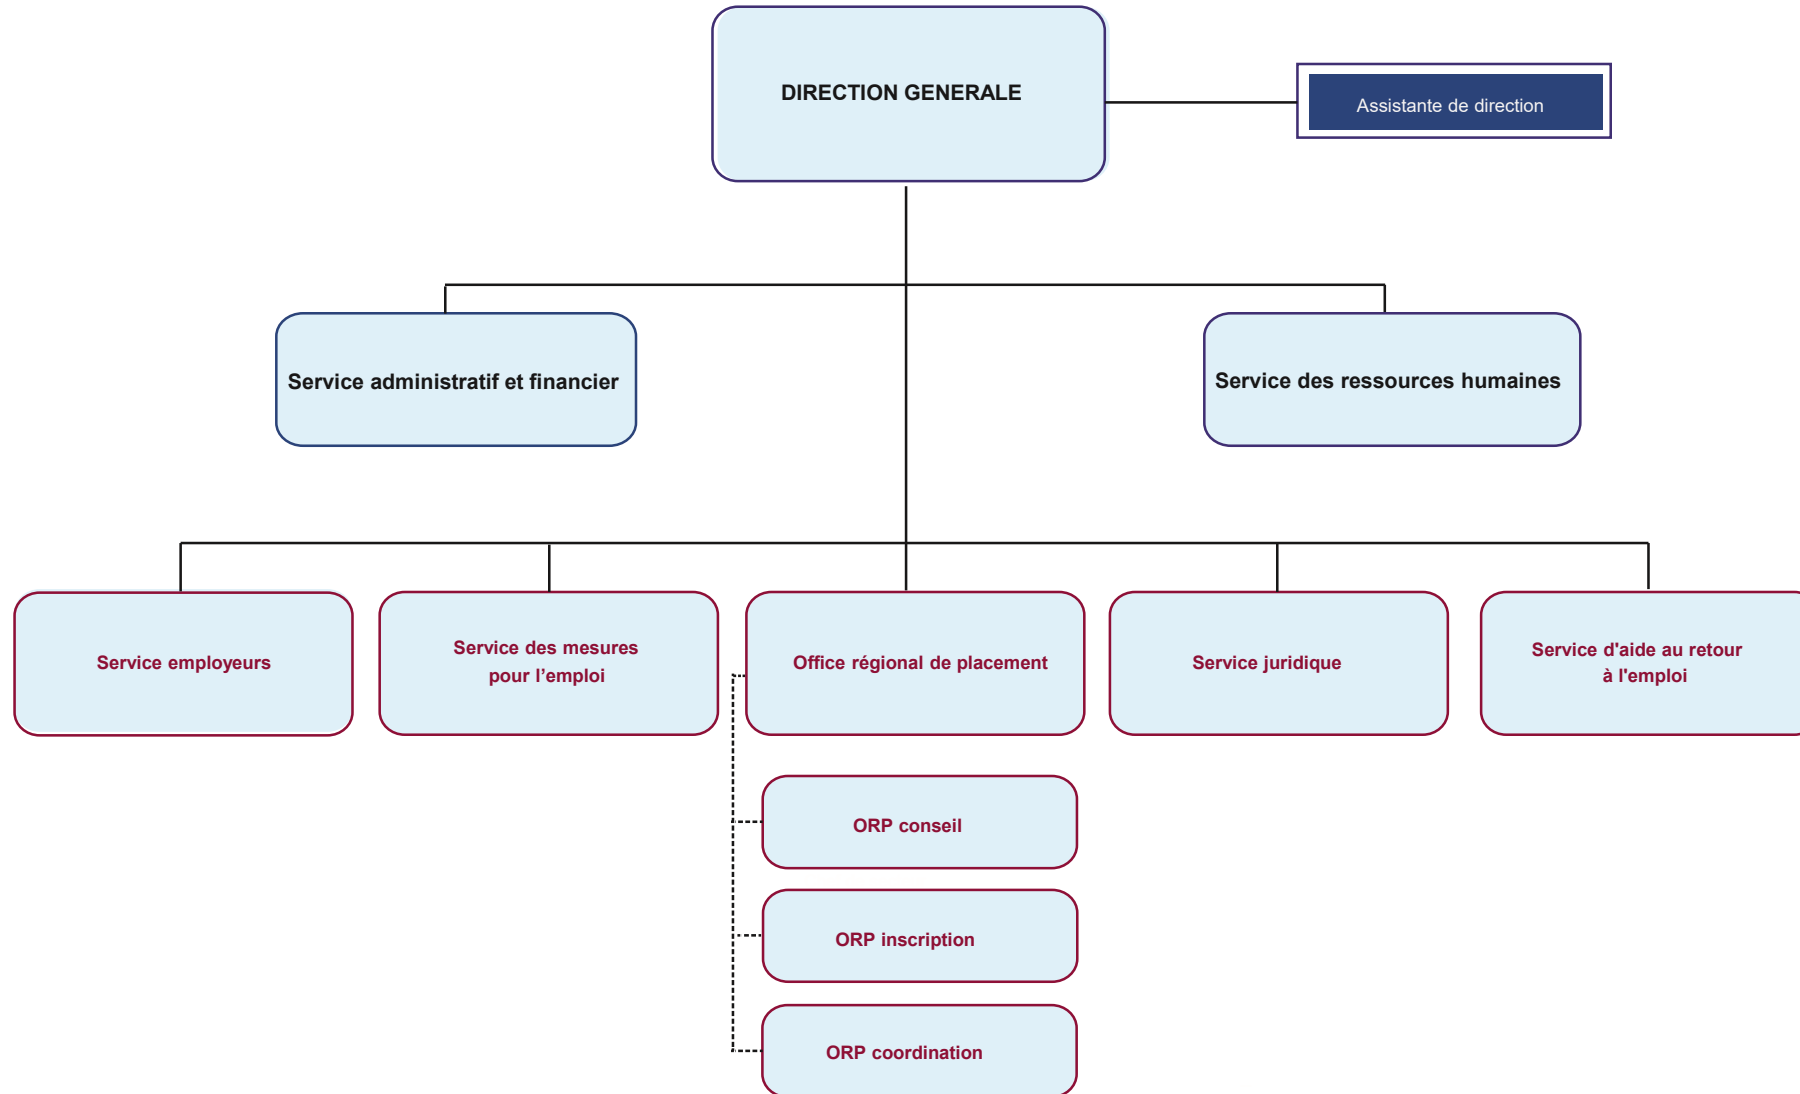 DIRECTION GENERALE
Assistante de direction
Service administratif et financier
Service des ressources humaines
Service employeurs
Service des mesures
pour l’emploi
Office régional de placement
Service juridique
Service d'aide au retour
à l'emploi
ORP conseil
ORP inscription
ORP coordination